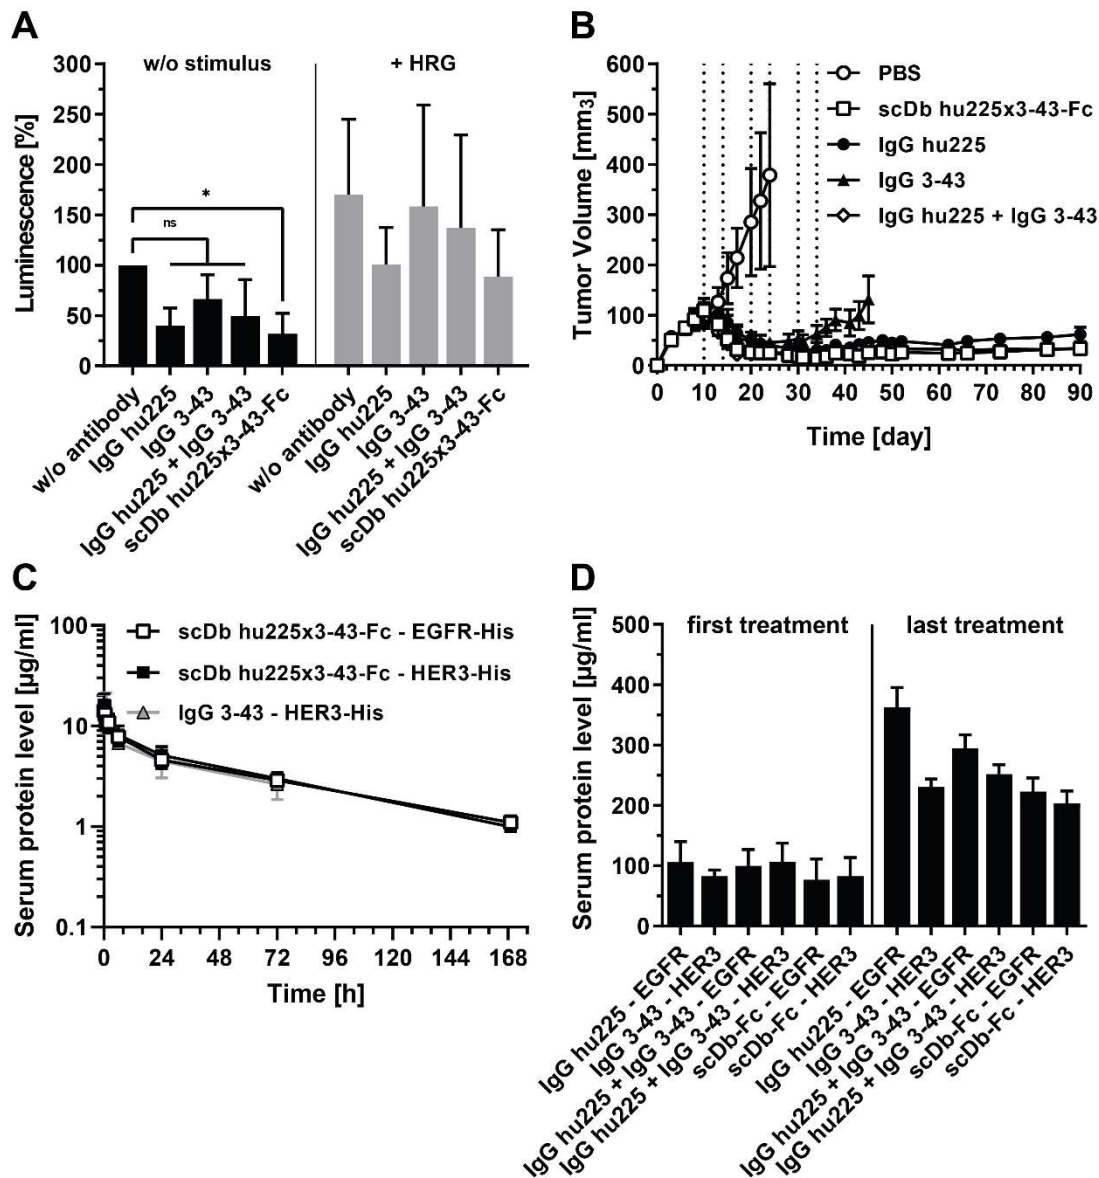 A
w/o stimulus
+ HRG
Luminescence [%]
300
250
200
150
100
50
0
*
ns
w/o antibody
IgG hu225
IgG 3-43
IgG hu225 + IgG 3-43
scDb hu225x3-43-Fc
w/o antibody
IgG hu225
IgG 3-43
IgG hu225 + IgG 3-43
scDb hu225x3-43-Fc
B
Tumor Volume [mm3]
600
500
400
300
200
100
0
PBS
scDb hu225x3-43-Fc
IgG hu225
IgG 3-43
IgG hu225 + IgG 3-43
0 10 20 30 40 50 60 70 80 90
Time [day]
C
Serum protein level [µg/ml]
100
10
1
0.1
scDb hu225x3-43-Fc - EGFR-His
scDb hu225x3-43-Fc - HER3-His
IgG 3-43 - HER3-His
0 24 48 72 96 120 144 168
Time [h]
D
Serum protein level [µg/ml]
500
400
300
200
100
0
first treatment
last treatment
IgG hu225 - EGFR
IgG 3-43 - HER3
IgG hu225 + IgG 3-43 - EGFR
IgG hu225 + IgG 3-43 - HER3
scDb-Fc - EGFR
scDb-Fc - HER3
IgG hu225 - EGFR
IgG 3-43 - HER3
IgG hu225 + IgG 3-43 - EGFR
IgG hu225 + IgG 3-43 - HER3
scDb-Fc - EGFR
scDb-Fc - HER3